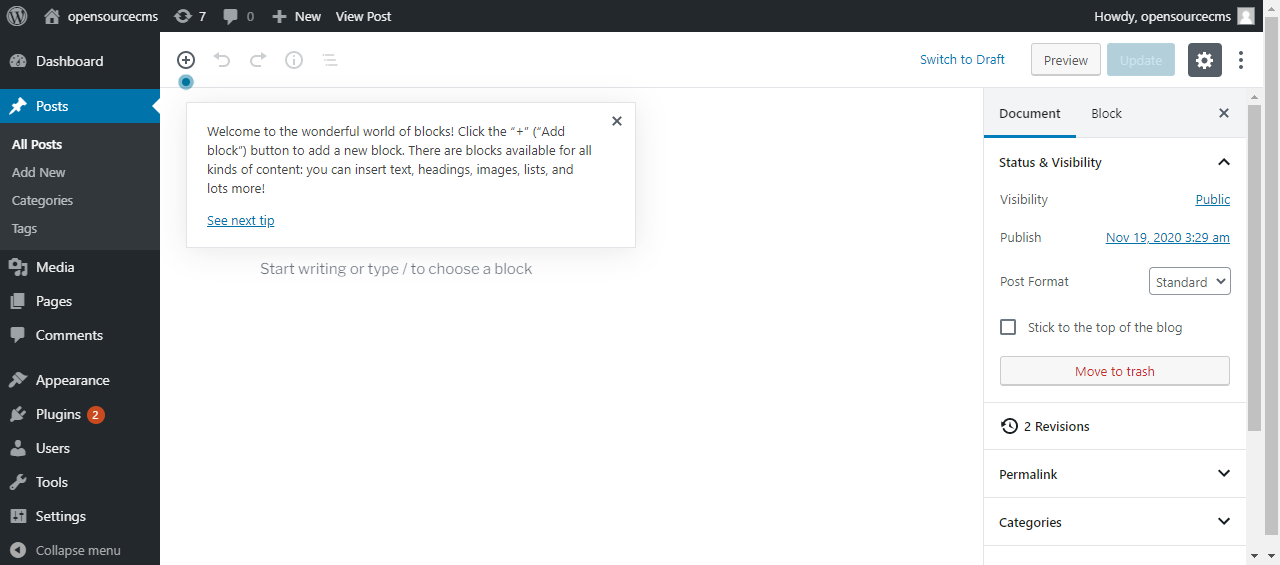 opensourcecms
7
0
New
View Post
Howdy, opensourcecms
Dashboard
Posts
All Posts
Add New
Categories
Tags
Media
Pages
Comments
Appearance
Plugins 2
Users
Tools
Settings
Collapse menu
Switch to Draft
Preview
Update
Welcome to the wonderful world of blocks! Click the “+” (“Add
block”) button to add a new block. There are blocks available for all
kinds of content: you can insert text, headings, images, lists, and
lots more!
See next tip
Start writing or type / to choose a block
Document
Block
Status & Visibility
Visibility
Public
Publish
Nov 19, 2020 3:29 am
Post Format
Standard
Stick to the top of the blog
Move to trash
2 Revisions
Permalink
Categories